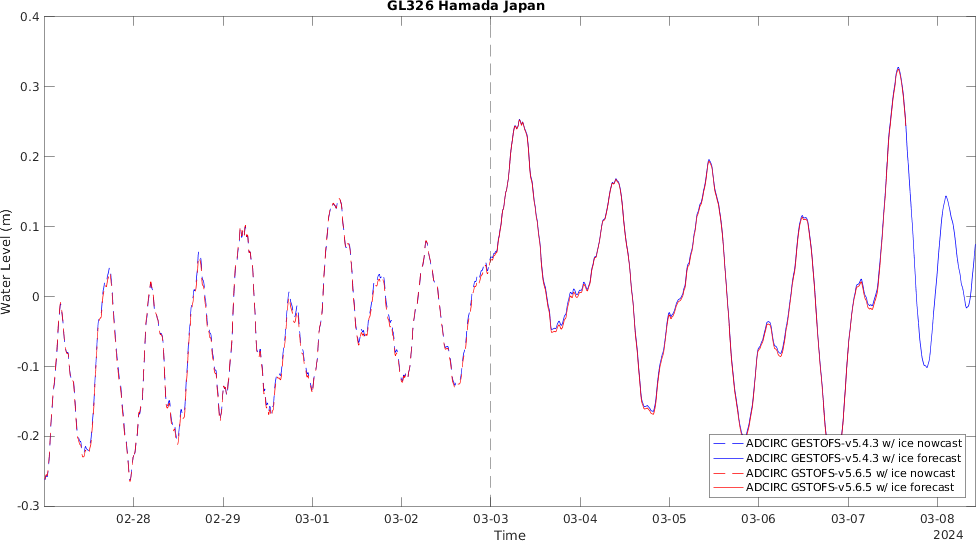 GL326 Hamada Japan
0.4
0.3
0.2
0.1
0
-0.1
-0.2
-0.3
Water Level (m)
ADCIRC GESTOFS-v5.4.3 w/ ice nowcast
ADCIRC GESTOFS-v5.4.3 w/ ice forecast
ADCIRC GSTOFS-v5.6.5 w/ ice nowcast
ADCIRC GSTOFS-v5.6.5 w/ ice forecast
02-28 02-29 03-01 03-02 03-03 03-04 03-05 03-06 03-07 03-08
Time
2024